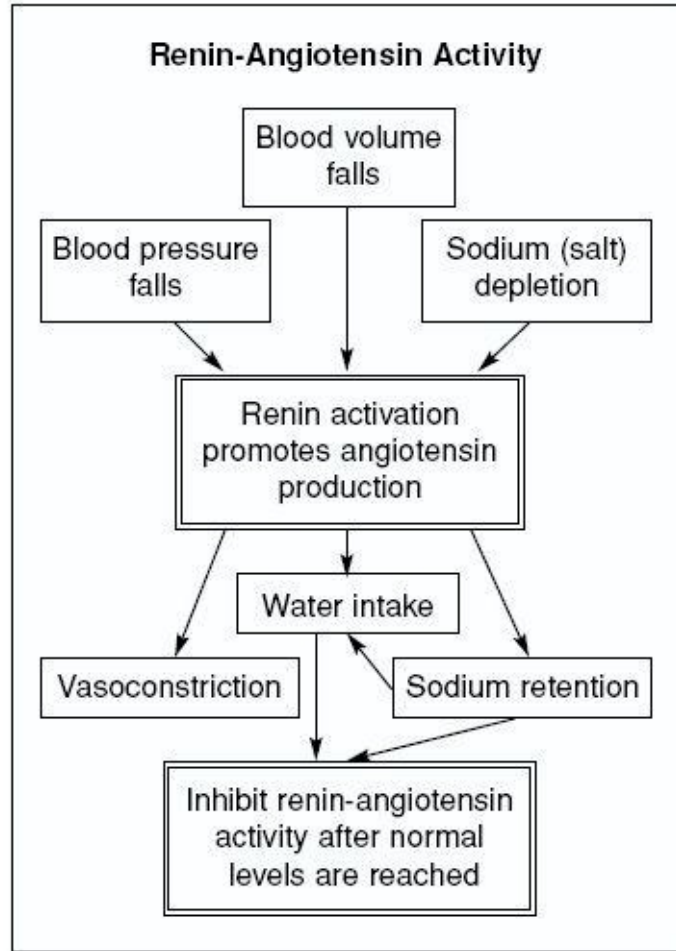 Renin-Angiotensin Activity
Blood volume
falls
Blood pressure
falls
Sodium (salt)
depletion
Renin activation
promotes angiotensin
production
Water intake
Vasoconstriction
Sodium retention
Inhibit renin-angiotensin
activity after normal
levels are reached